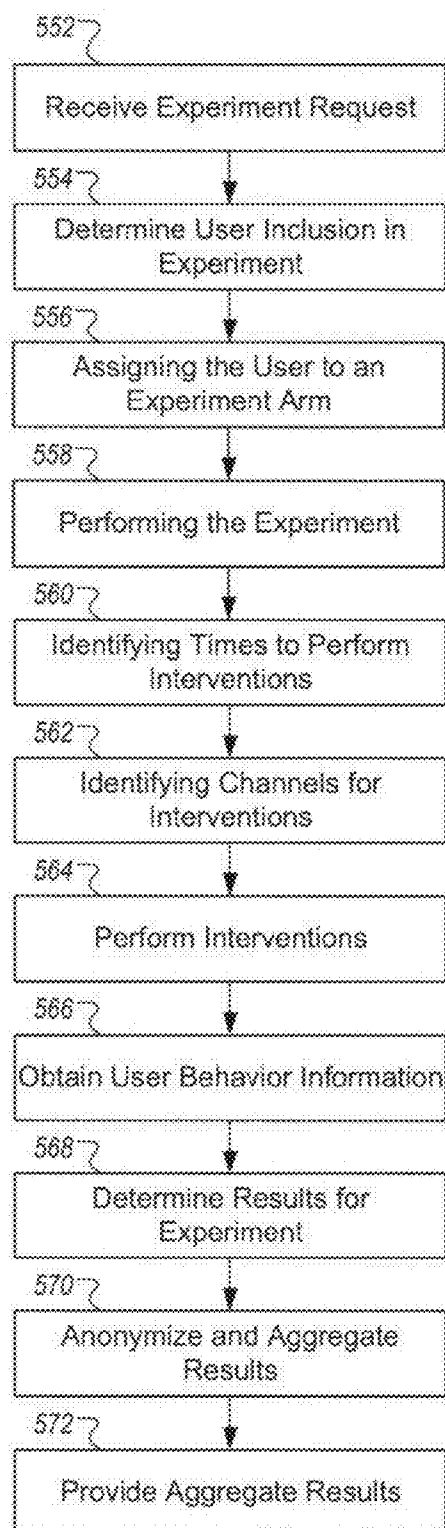 552
Receive Experiment Request
554
Determine User Inclusion in
Experiment
556
Assigning the User to an
Experiment Arm
558
Performing the Experiment
560
Identifying Times to Perform
Interventions
562
Identifying Channels for
Interventions
564
Perform Interventions
566
Obtain User Behavior Information
568
Determine Results for
Experiment
570
Anonymize and Aggregate
Results
572
Provide Aggregate Results